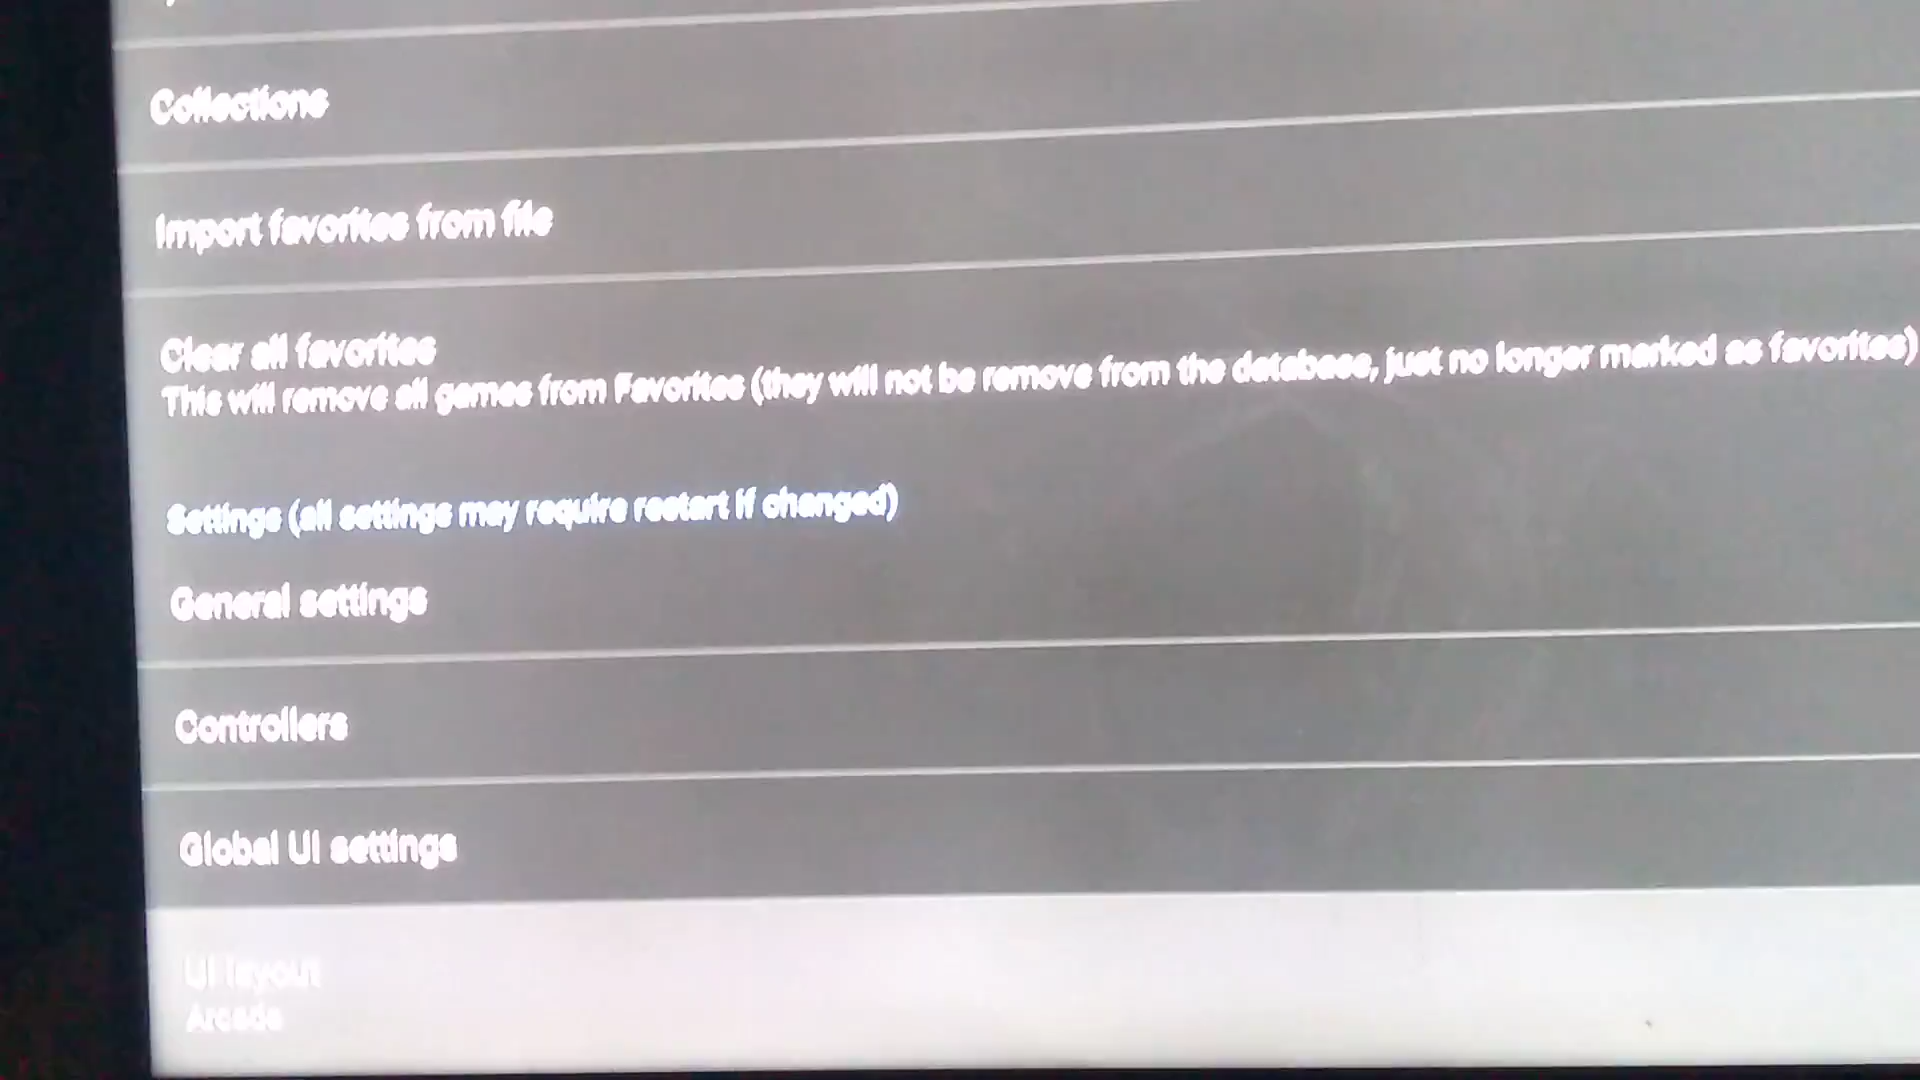 Collections
Import favorites from file
Clear all favorites
This will remove all games from Favorites (they will not be remove from the database, just no longer marked as favorites)
Settings (all settings may require restart if changed)
General settings
Controllers
Global UI settings
UI layout
Arcade